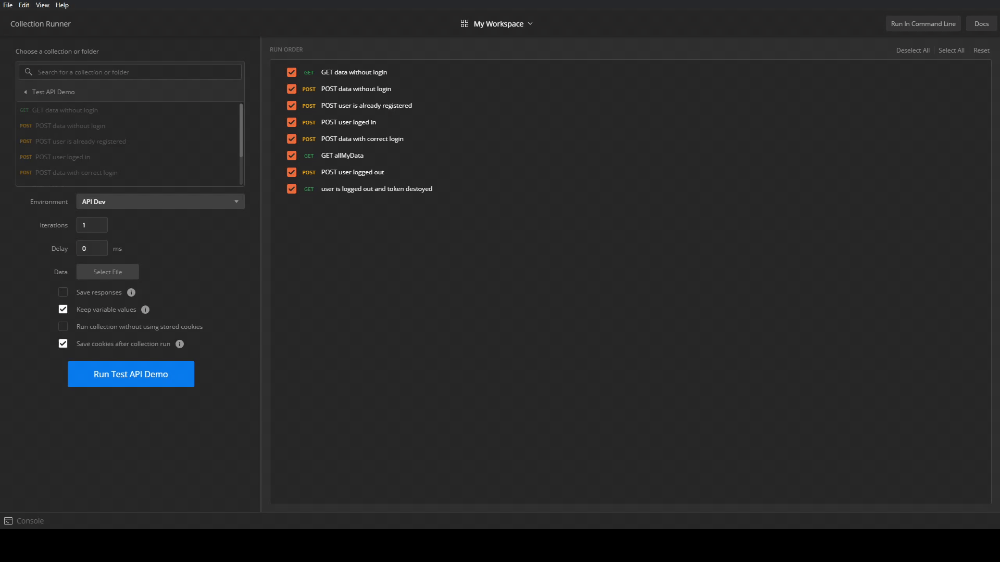 File Edit View Help
Collection Runner
My Workspace
Run In Command Line
Docs
Choose a collection or folder
Search for a collection or folder
Test API Demo
GET GET data without login
POST POST data without login
POST POST user is already registered
POST POST user loged in
POST POST data with correct login
Environment API Dev
Iterations 1
Delay 0 ms
Data Select File
Save responses
Keep variable values
Run collection without using stored cookies
Save cookies after collection run
Run Test API Demo
RUN ORDER
Deselect All Select All Reset
GET GET data without login
POST POST data without login
POST POST user is already registered
POST POST user loged in
POST POST data with correct login
GET GET allMyData
POST POST user logged out
GET user is logged out and token destoyed
Console